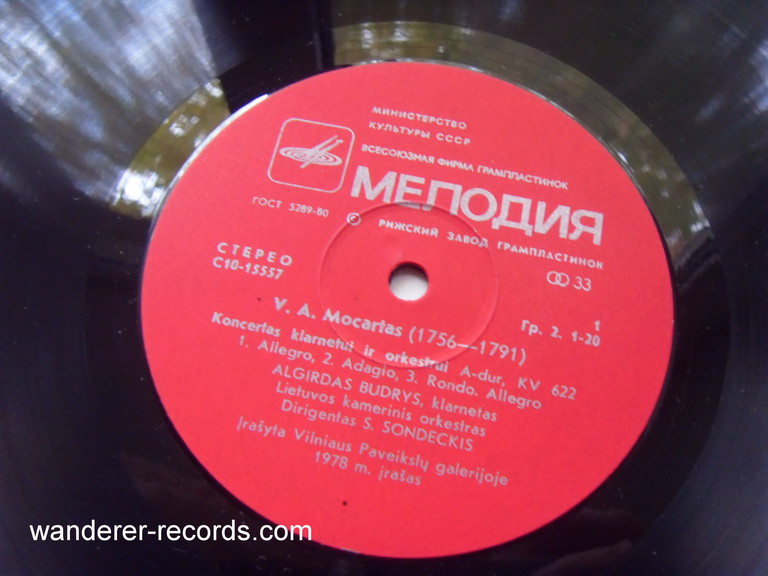 МИНИСТЕРСТВО
КУЛЬТУРЫ СССР
ВСЕСОЮЗНАЯ ФИРМА ГРАМПЛАСТИНОК
МЕЛОДИЯ
ГОСТ 5289-80
℗ РИЖСКИЙ ЗАВОД ГРАМПЛАСТИНОК
СТЕРЕО
С10-15557
33
1
Гр. 2. 1-20
V. A. Mocartas (1756—1791)
Koncertas klarnetui ir orkestrui A-dur, KV 622
1. Allegro, 2. Adagio, 3. Rondo. Allegro
ALGIRDAS BUDRYS, klarnetas
Lietuvos kamerinis orkestras
Dirigentas S. SONDECKIS
Įrašyta Vilniaus Paveikslų galerijoje
1978 m. įrašas
wanderer-records.com